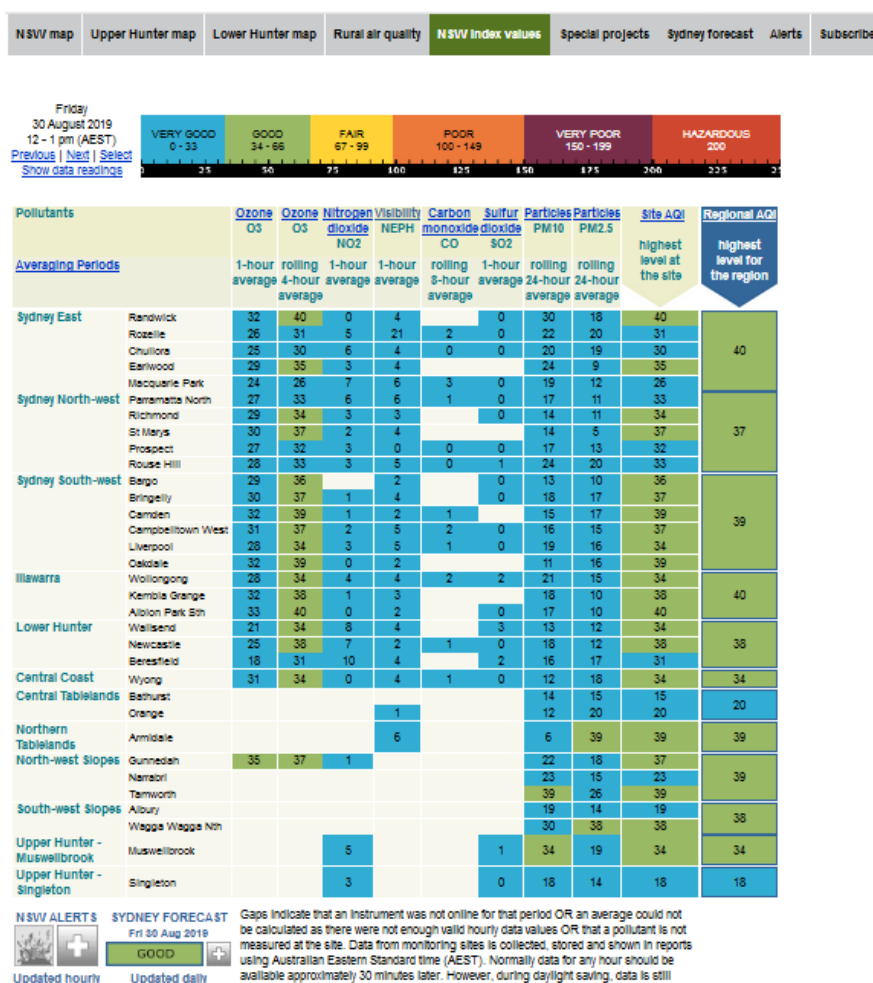 NSW map Upper Hunter map Lower Hunter map Rural air quality NSW Index values Special projects Sydney forecast Alerts Subscribe
Friday
30 August 2019
12 - 1 pm (AEST)
Previous | Next | Select
Show data readings
VERY GOOD GOOD FAIR POOR VERY POOR HAZARDOUS
0 - 33 34 - 66 67 - 99 100 - 149 150 - 199 200
25 50 75 100 125 150 175 200 225
Pollutants Ozone Ozone Nitrogen Visibility Carbon Sulfur Particles Particles Site AQI Regional AQI
O3 O3 dioxide NEPH monoxide dioxide PM10 PM2.5
NO2 CO SO2 highest highest
Averaging Periods 1-hour rolling 1-hour 1-hour rolling 1-hour rolling rolling level at level for
average 4-hour average average 8-hour average 24-hour 24-hour the site the region
average average average average
Sydney East Randwick 32 40 0 4 0 30 18 40
Rozelle 26 31 5 21 2 0 22 20 31
Chullora 25 30 6 4 0 0 20 19 30 40
Earlwood 29 35 3 4 24 9 35
Macquarie Park 24 26 7 6 3 0 19 12 26
Sydney North-west Parramatta North 27 33 6 6 1 0 17 11 33
Richmond 29 34 3 3 0 14 11 34
St Marys 30 37 2 4 14 5 37 37
Prospect 27 32 3 0 0 0 17 13 32
Rouse Hill 28 33 3 5 0 1 24 20 33
Sydney South-west Bargo 29 36 2 0 13 10 36
Bringelly 30 37 1 4 0 18 17 37
Camden 32 39 1 2 1 15 17 39 39
Campbelltown West 31 37 2 5 2 0 16 15 37
Liverpool 28 34 3 5 1 0 19 16 34
Oakdale 32 39 0 2 11 16 39
Illawarra Wollongong 28 34 4 4 2 2 21 15 34
Kembla Grange 32 38 1 3 18 10 38 40
Albion Park Sth 33 40 0 2 0 17 10 40
Lower Hunter Wallsend 21 34 8 4 3 13 12 34
Newcastle 25 38 7 2 1 0 18 12 38 38
Beresfield 18 31 10 4 2 16 17 31
Central Coast Wyong 31 34 0 4 1 0 12 18 34 34
Central Tablelands Bathurst 14 15 15 20
Orange 1 12 20 20
Northern
Tablelands Armidale 6 6 39 39 39
North-west Slopes Gunnedah 35 37 1 22 18 37
Narrabri 23 15 23 39
Tamworth 39 26 39
South-west Slopes Albury 19 14 19 38
Wagga Wagga Nth 30 38 38
Upper Hunter -
Muswellbrook Muswellbrook 5 1 34 19 34 34
Upper Hunter -
Singleton Singleton 3 0 18 14 18 18
NSW ALERTS SYDNEY FORECAST
Fri 30 Aug 2019
GOOD
Updated hourly Updated daily
Gaps indicate that an instrument was not online for that period OR an average could not
be calculated as there were not enough valid hourly data values OR that a pollutant is not
measured at the site. Data from monitoring sites is collected, stored and shown in reports
using Australian Eastern Standard time (AEST). Normally data for any hour should be
available approximately 30 minutes later. However, during daylight saving, data is still